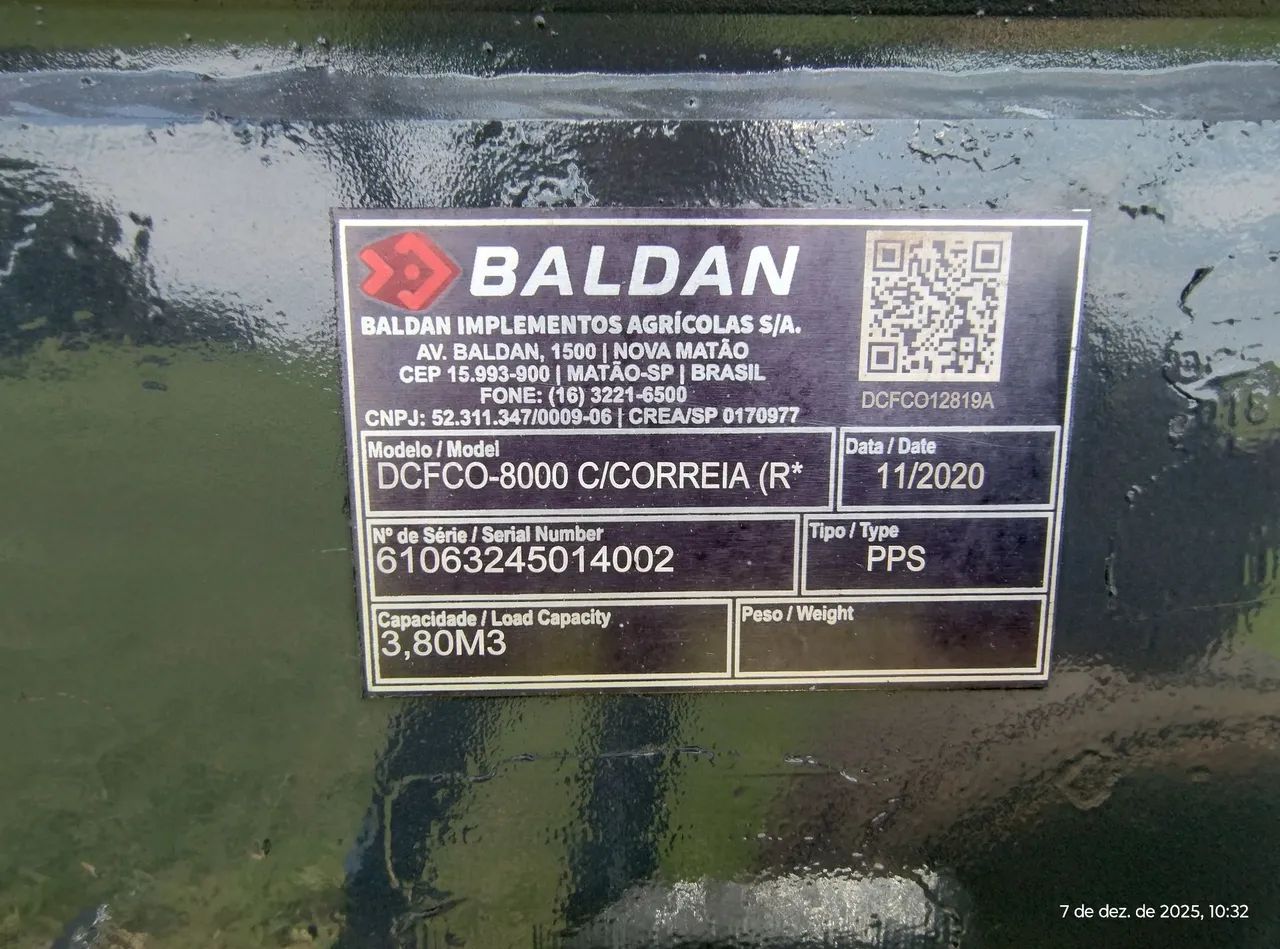 BALDAN
BALDAN IMPLEMENTOS AGRÍCOLAS S/A.
AV. BALDAN, 1500 | NOVA MATÃO
CEP 15.993-900 | MATÃO-SP | BRASIL
FONE: (16) 3221-6500
CNPJ: 52.311.347/0009-06 | CREA/SP 0170977
DCFCO12819A
Modelo / Model
DCFCO-8000 C/CORREIA (R*
Data / Date
11/2020
Nº de Série / Serial Number
61063245014002
Tipo / Type
PPS
Capacidade / Load Capacity
3,80M3
Peso / Weight
7 de dez. de 2025, 10:32